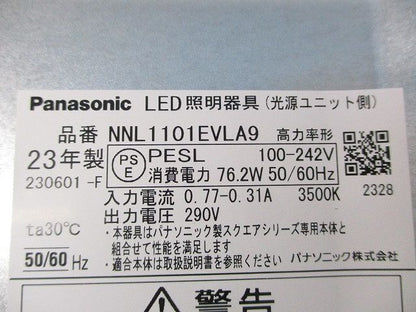 Panasonic LED照明器具(光源ユニット側)
品番 NNL1101EVLA9 高力率形
23年製 PS E PESL 100-242V
230601 -F 消費電力 76.2W 50/60Hz
入力電流 0.77-0.31A 3500K 2328
ta30℃ 出力電圧 290V
・本器具はパナソニック製スクエアシリーズ専用本体と
組合せて性能を満足します
50/60 Hz ・適合本体は取扱説明書を参照ください パナソニック株式会社
警告